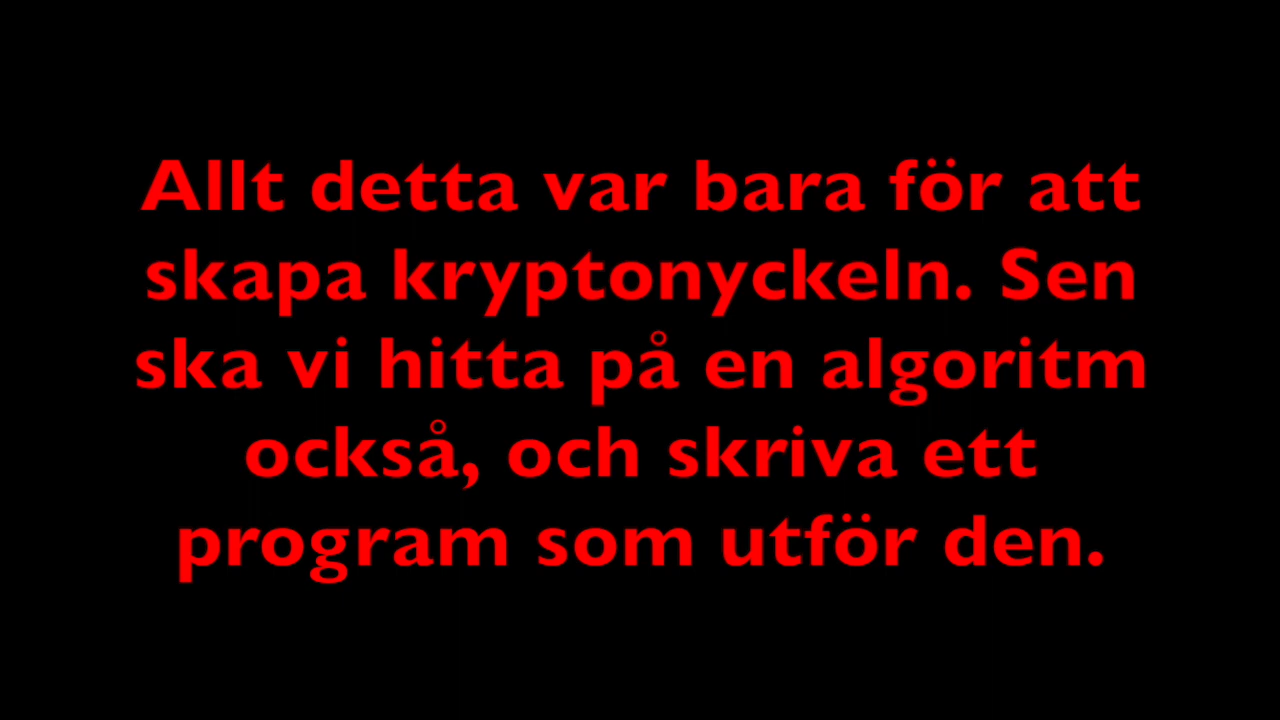 Allt detta var bara för att
skapa kryptonyckeln. Sen
ska vi hitta på en algoritm
också, och skriva ett
program som utför den.